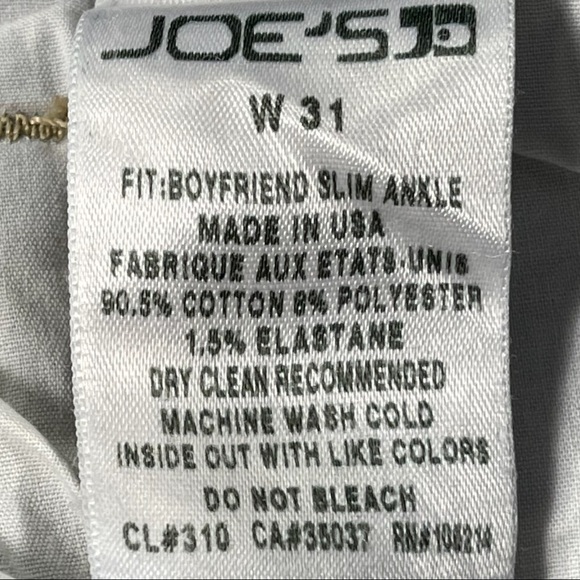 JOE'S
W 31
FIT:BOYFRIEND SLIM ANKLE
MADE IN USA
FABRIQUE AUX ETATS-UNIS
90.5% COTTON 8% POLYESTER
1.5% ELASTANE
DRY CLEAN RECOMMENDED
MACHINE WASH COLD
INSIDE OUT WITH LIKE COLORS
DO NOT BLEACH
CL#310 CA#35037